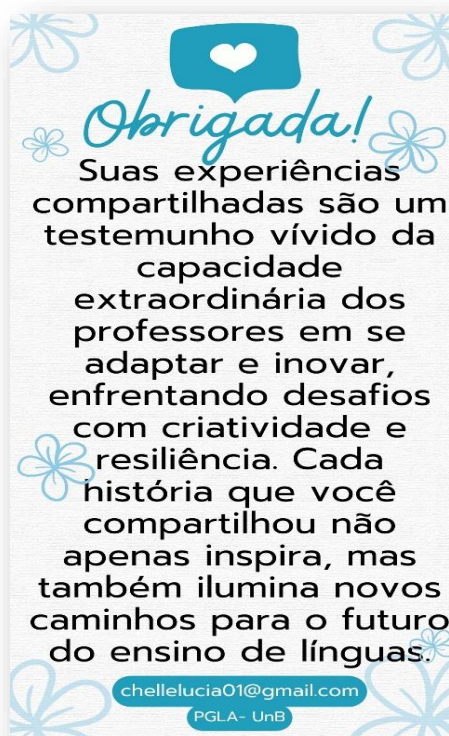 Obrigada!
Suas experiências
compartilhadas são um
testemunho vívido da
capacidade
extraordinária dos
professores em se
adaptar e inovar,
enfrentando desafios
com criatividade e
resiliência. Cada
história que você
compartilhou não
apenas inspira, mas
também ilumina novos
caminhos para o futuro
do ensino de línguas.
chellelucia01@gmail.com
PGLA- UnB